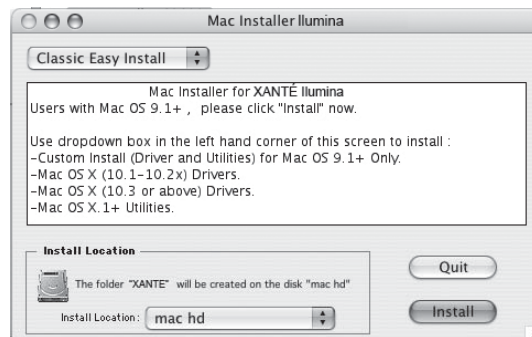 Mac Installer Ilumina
Classic Easy Install
Mac Installer for XANTÉ Ilumina
Users with Mac OS 9.1+ , please click "Install" now.
Use dropdown box in the left hand corner of this screen to install :
-Custom Install (Driver and Utilities) for Mac OS 9.1+ Only.
-Mac OS X (10.1-10.2x) Drivers.
-Mac OS X (10.3 or above) Drivers.
-Mac OS X.1+ Utilities.
Install Location
The folder "XANTE" will be created on the disk "mac hd"
Install Location: mac hd
Quit
Install